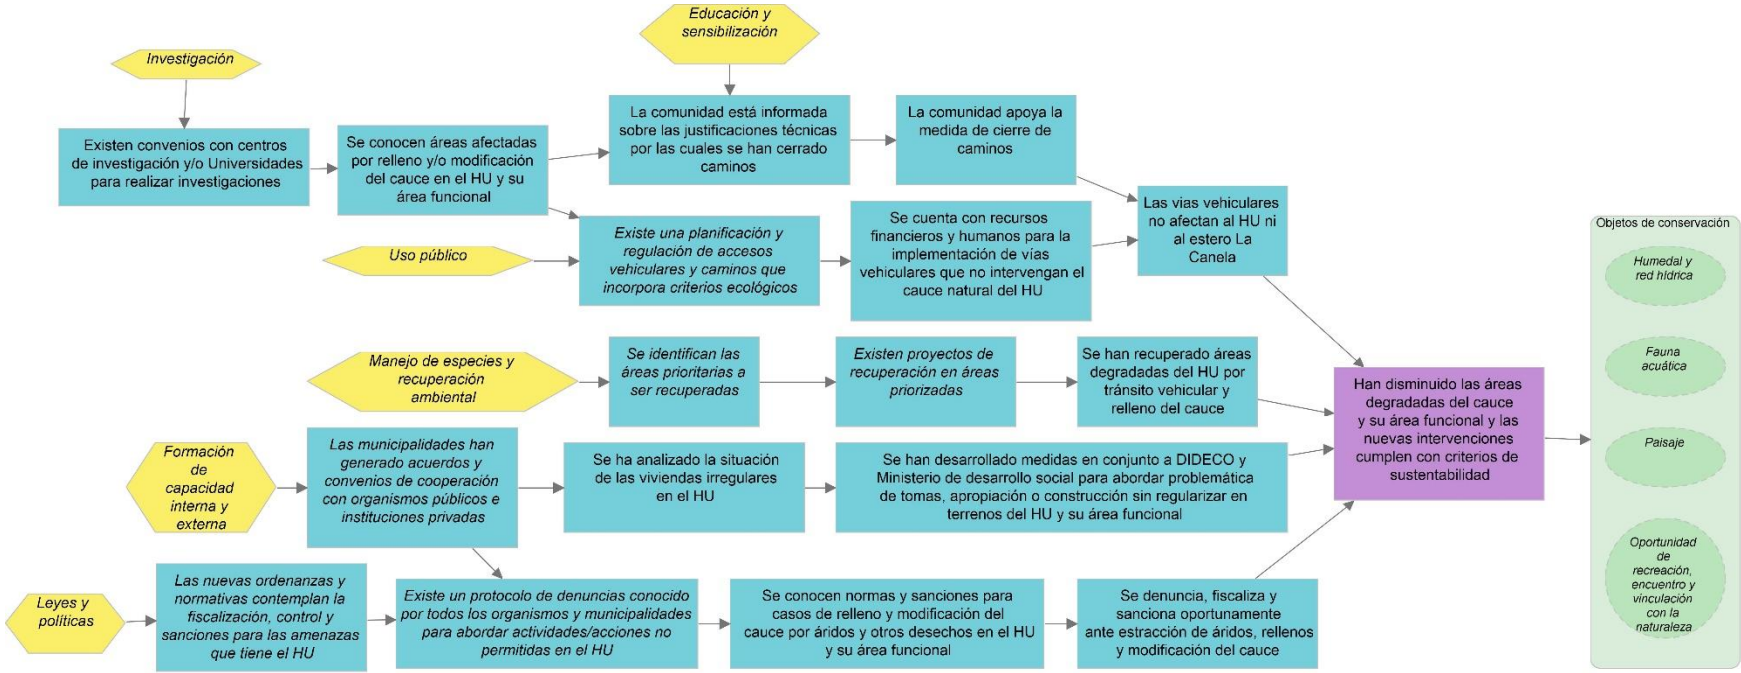 Educación y
sensibilización
Investigación
Existen convenios con centros
de investigación y/o Universidades
para realizar investigaciones
Se conocen áreas afectadas
por relleno y/o modificación
del cauce en el HU y su
área funcional
La comunidad está informada
sobre las justificaciones técnicas
por las cuales se han cerrado
caminos
La comunidad apoya la
medida de cierre de
caminos
Uso público
Existe una planificación y
regulación de accesos
vehiculares y caminos que
incorpora criterios ecológicos
Se cuenta con recursos
financieros y humanos para la
implementación de vías
vehiculares que no intervengan el
cauce natural del HU
Las vias vehiculares
no afectan al HU ni
al estero La
Canela
Manejo de especies y
recuperación
ambiental
Se identifican las
áreas prioritarias a
ser recuperadas
Existen proyectos de
recuperación en áreas
priorizadas
Se han recuperado áreas
degradadas del HU por
tránsito vehicular y
relleno del cauce
Formación
de
capacidad
interna y
externa
Las municipalidades han
generado acuerdos y
convenios de cooperación
con organismos públicos e
instituciones privadas
Se ha analizado la situación
de las viviendas irregulares
en el HU
Se han desarrollado medidas en conjunto a DIDECO y
Ministerio de desarrollo social para abordar problemática
de tomas, apropiación o construcción sin regularizar en
terrenos del HU y su área funcional
Leyes y
políticas
Las nuevas ordenanzas y
normativas contemplan la
fiscalización, control y
sanciones para las amenazas
que tiene el HU
Existe un protocolo de denuncias conocido
por todos los organismos y municipalidades
para abordar actividades/acciones no
permitidas en el HU
Se conocen normas y sanciones para
casos de relleno y modificación del
cauce por áridos y otros desechos en el HU
y su área funcional
Se denuncia, fiscaliza y
sanciona oportunamente
ante estracción de áridos, rellenos
y modificación del cauce
Han disminuido las áreas
degradadas del cauce
y su área funcional y las
nuevas intervenciones
cumplen con criterios de
sustentabilidad
Objetos de conservación
Humedal y
red hídrica
Fauna
acuática
Paisaje
Oportunidad
de
recreación,
encuentro y
vinculación
con la
naturaleza